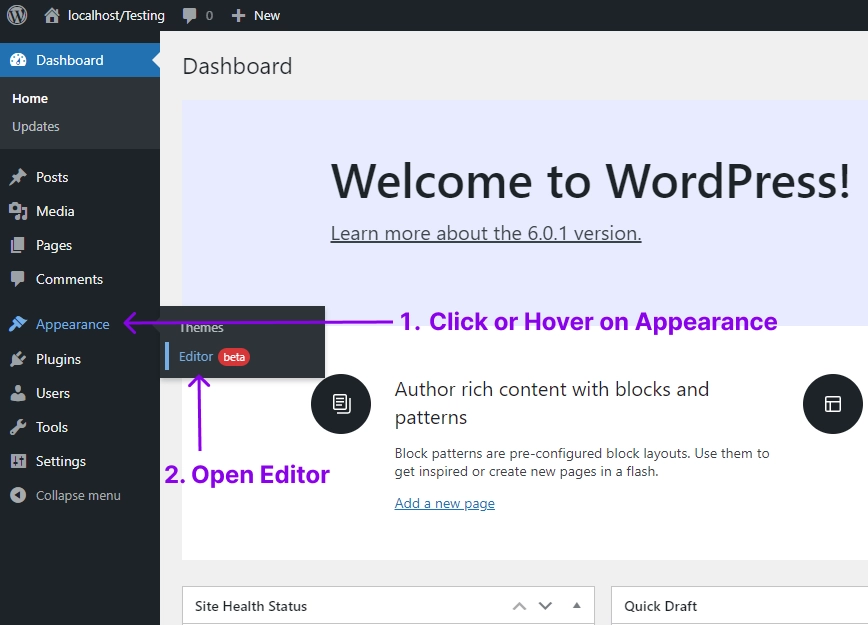 localhost/Testing 0 New
Dashboard
Home
Updates
Posts
Media
Pages
Comments
Appearance
Plugins
Users
Tools
Settings
Collapse menu
Themes
Editor beta
1. Click or Hover on Appearance
2. Open Editor
Dashboard
Welcome to WordPress!
Learn more about the 6.0.1 version.
Author rich content with blocks and
patterns
Block patterns are pre-configured block layouts. Use them to
get inspired or create new pages in a flash.
Add a new page
Site Health Status
Quick Draft